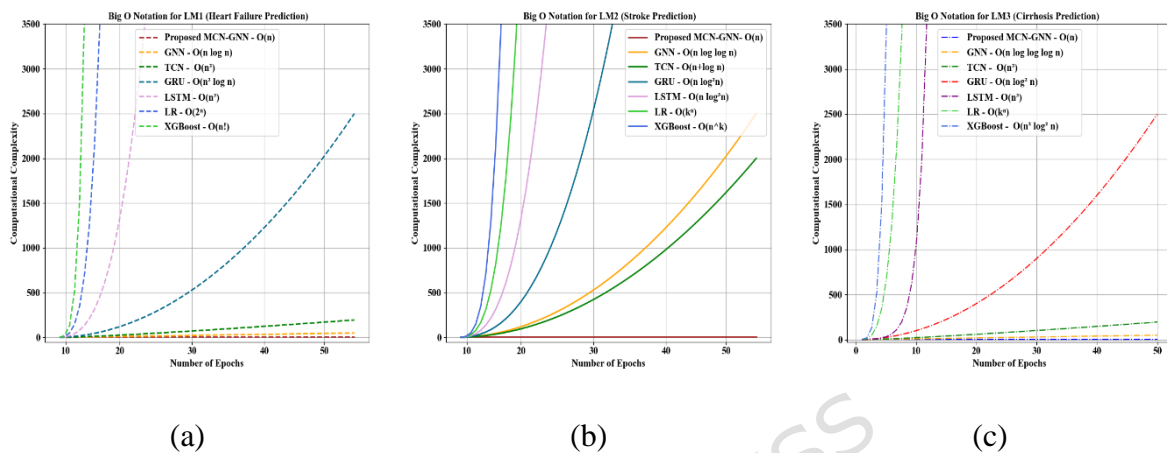 Big O Notation for LM1 (Heart Failure Prediction)
3500
3000
2500
2000
1500
1000
500
0
Computational Complexity
Proposed MCN-GNN - O(n)
GNN - O(n log n)
TCN - O(n²)
GRU - O(n² log n)
LSTM - O(n³)
LR - O(2ⁿ)
XGBoost - O(n!)
10 20 30 40 50
Number of Epochs
(a)
Big O Notation for LM2 (Stroke Prediction)
3500
3000
2500
2000
1500
1000
500
0
Computational Complexity
Proposed MCN-GNN - O(n)
GNN - O(n log log n)
TCN - O(n+log n)
GRU - O(n log²n)
LSTM - O(n log³n)
LR - O(kⁿ)
XGBoost - O(n^k)
10 20 30 40 50
Number of Epochs
(b)
Big O Notation for LM3 (Cirrhosis Prediction)
3500
3000
2500
2000
1500
1000
500
0
Computational Complexity
Proposed MCN-GNN - O(n)
GNN - O(n log log log n)
TCN - O(n²)
GRU - O(n log² n)
LSTM - O(n³)
LR - O(kⁿ)
0 10 20 30 40 50
Number of Epochs
(c)